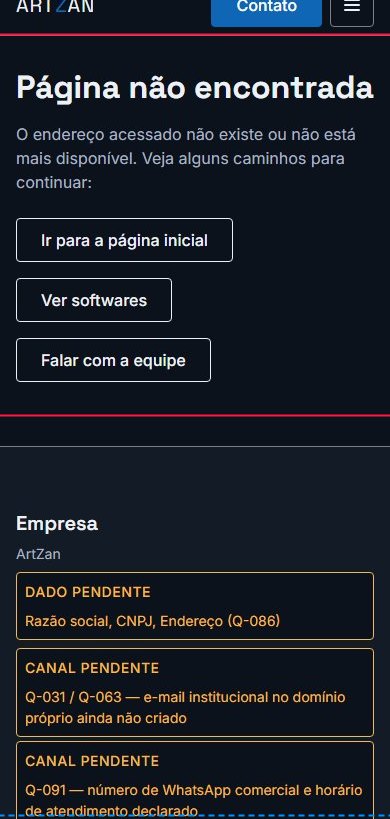 ARTZAN
Contato
Página não encontrada
O endereço acessado não existe ou não está
mais disponível. Veja alguns caminhos para
continuar:
Ir para a página inicial
Ver softwares
Falar com a equipe
Empresa
ArtZan
DADO PENDENTE
Razão social, CNPJ, Endereço (Q-086)
CANAL PENDENTE
Q-031 / Q-063 — e-mail institucional no domínio
próprio ainda não criado
CANAL PENDENTE
Q-091 — número de WhatsApp comercial e horário
de atendimento declarado